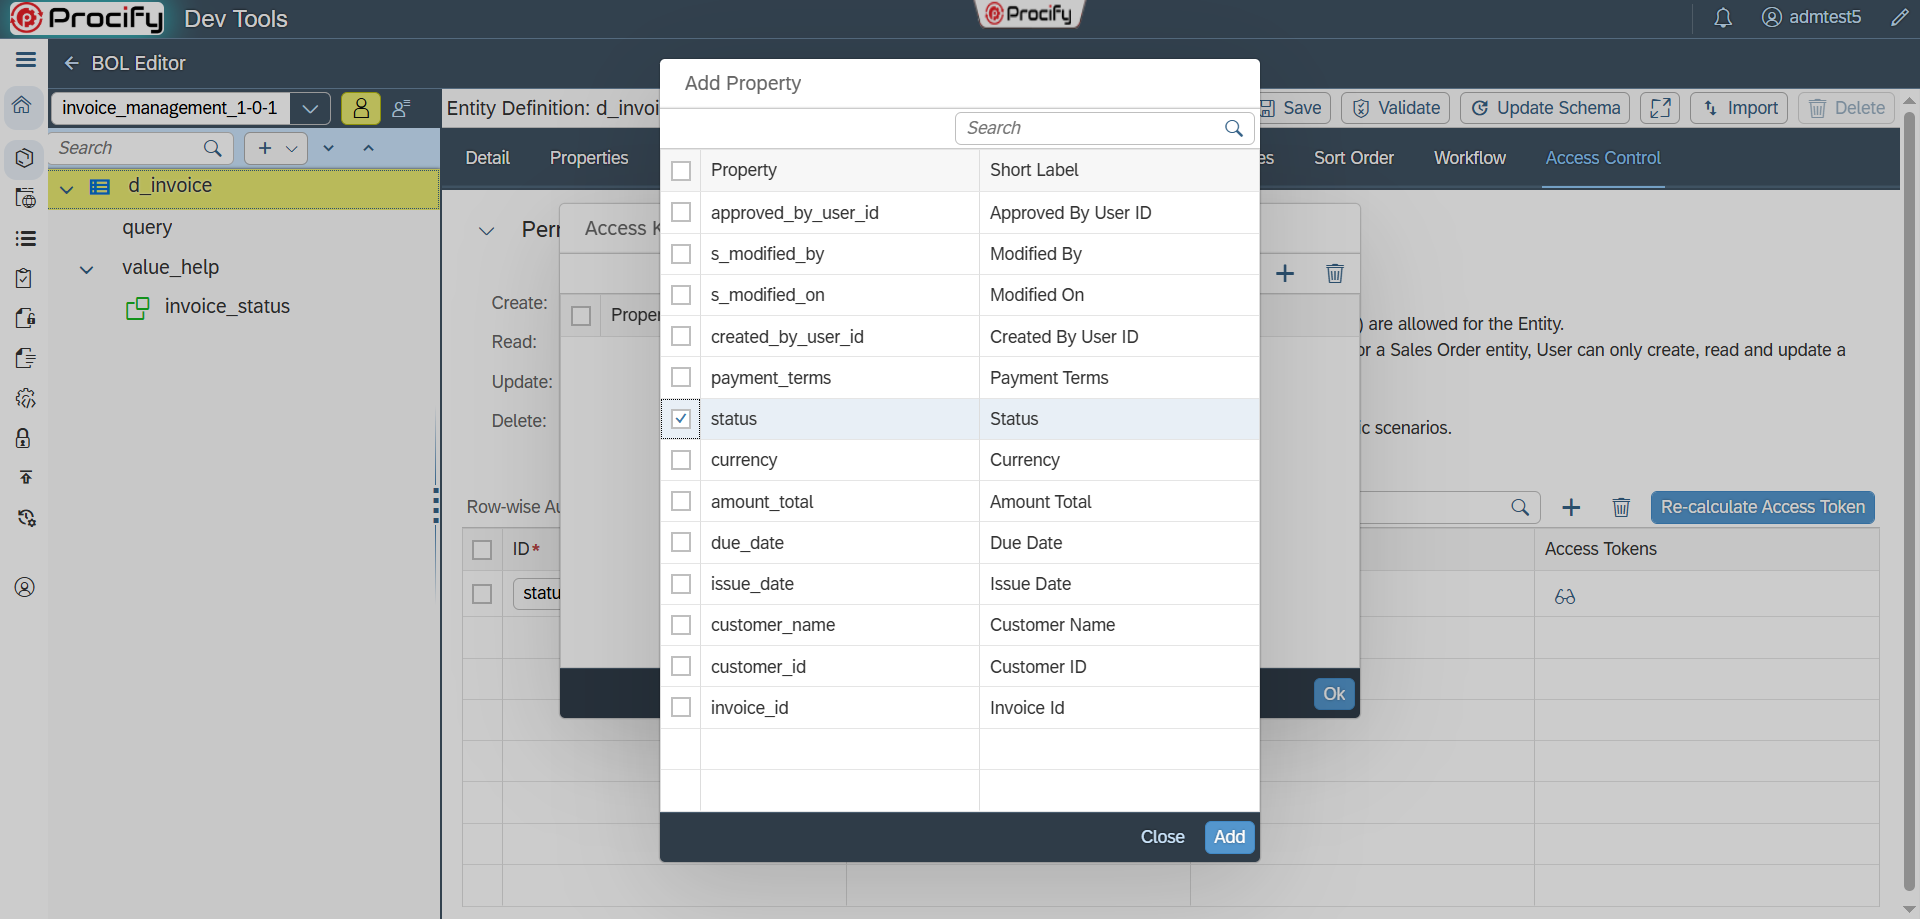 Procify Dev Tools
Procify
admtest5
BOL Editor
invoice_management_1-0-1
Entity Definition: d_invoi
Save
Validate
Update Schema
Import
Delete
Search
Detail
Properties
es
Sort Order
Workflow
Access Control
d_invoice
query
value_help
invoice_status
Perr
Access K
Create:
Read:
Update:
Delete:
Proper
) are allowed for the Entity.
or a Sales Order entity, User can only create, read and update a
c scenarios.
Row-wise Au
Re-calculate Access Token
ID*
Access Tokens
statu
Ok
Add Property
Search
Property Short Label
approved_by_user_id Approved By User ID
s_modified_by Modified By
s_modified_on Modified On
created_by_user_id Created By User ID
payment_terms Payment Terms
status Status
currency Currency
amount_total Amount Total
due_date Due Date
issue_date Issue Date
customer_name Customer Name
customer_id Customer ID
invoice_id Invoice Id
Close Add